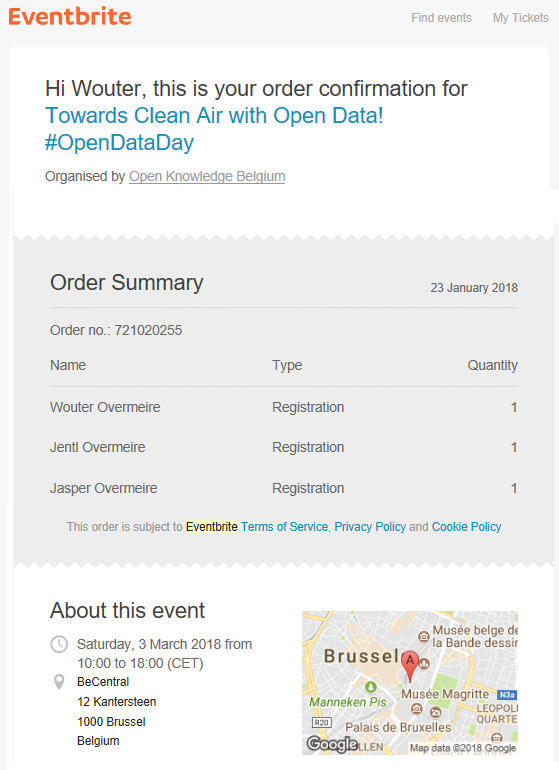 Eventbrite
Find events My Tickets
Hi Wouter, this is your order confirmation for
Towards Clean Air with Open Data!
#OpenDataDay
Organised by Open Knowledge Belgium
Order Summary
23 January 2018
Order no.: 721020255
Name Type Quantity
Wouter Overmeire Registration 1
Jentl Overmeire Registration 1
Jasper Overmeire Registration 1
This order is subject to Eventbrite Terms of Service, Privacy Policy and Cookie Policy
About this event
Saturday, 3 March 2018 from
10:00 to 18:00 (CET)
BeCentral
12 Kantersteen
1000 Brussel
Belgium
Musée belge de
la Bande dessin
Brussel
A
Manneken Pis
Musée Magritte
N3a
LEOPOL
QUARTE
R20
Palais de Bruxelles
LLEN
Google
Map data ©2018 Google